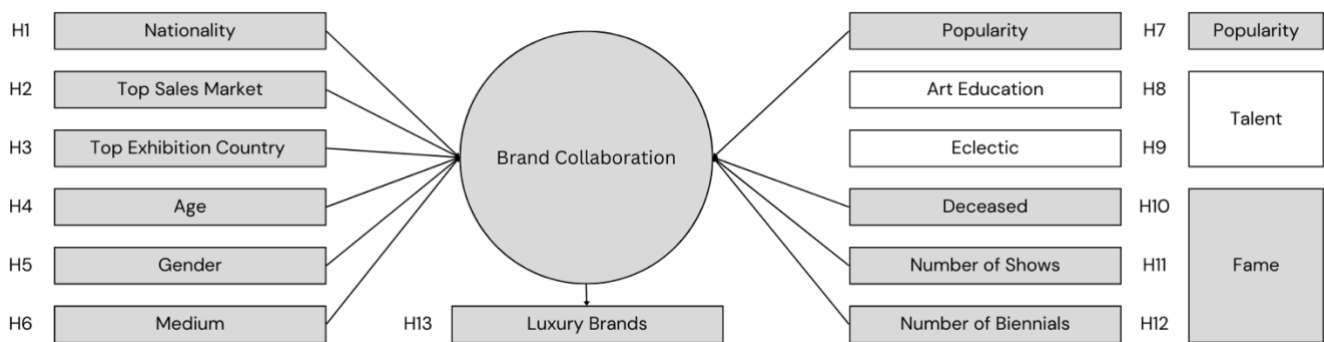 H1 Nationality
H2 Top Sales Market
H3 Top Exhibition Country
H4 Age
H5 Gender
H6 Medium
Brand Collaboration
H13 Luxury Brands
Popularity H7 Popularity
Art Education H8
Talent
Eclectic H9
Deceased H10
Number of Shows H11 Fame
Number of Biennials H12